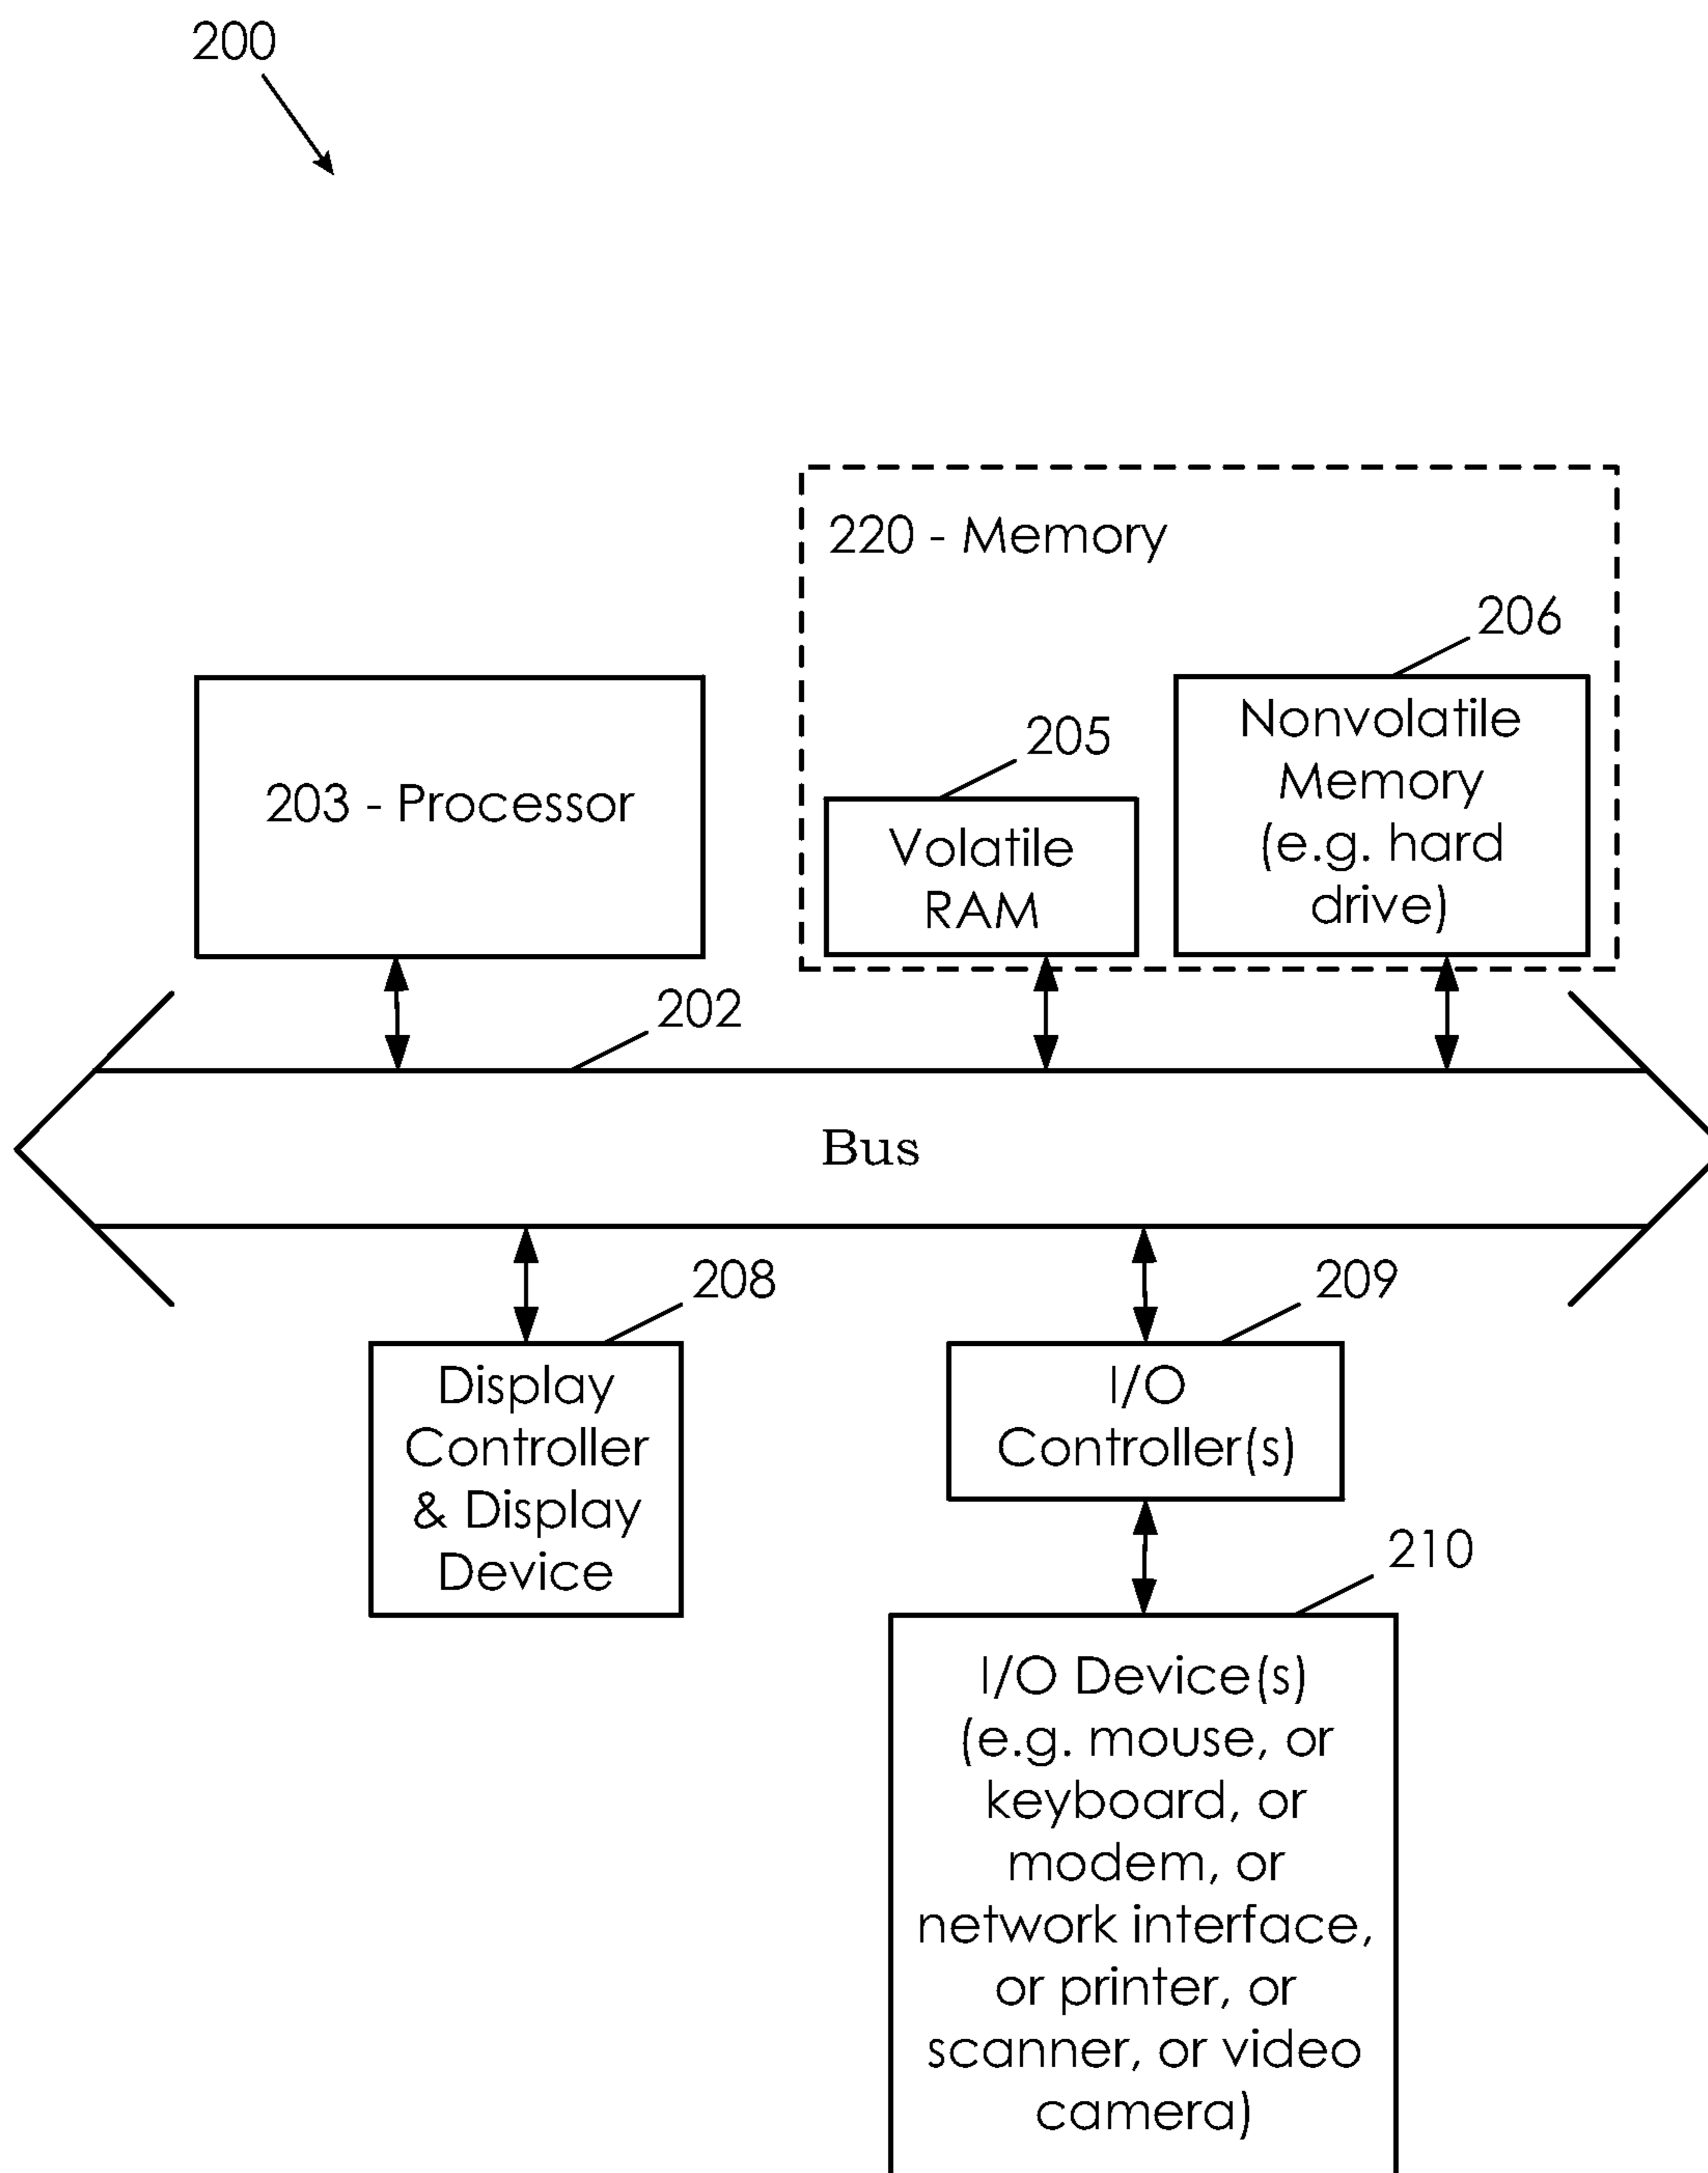 200
220 - Memory
206
Nonvolatile
Memory
(e.g. hard
drive)
205
Volatile
RAM
203 - Processor
202
Bus
208
Display
Controller
& Display
Device
209
I/O
Controller(s)
210
I/O Device(s)
(e.g. mouse, or
keyboard, or
modem, or
network interface,
or printer, or
scanner, or video
camera)